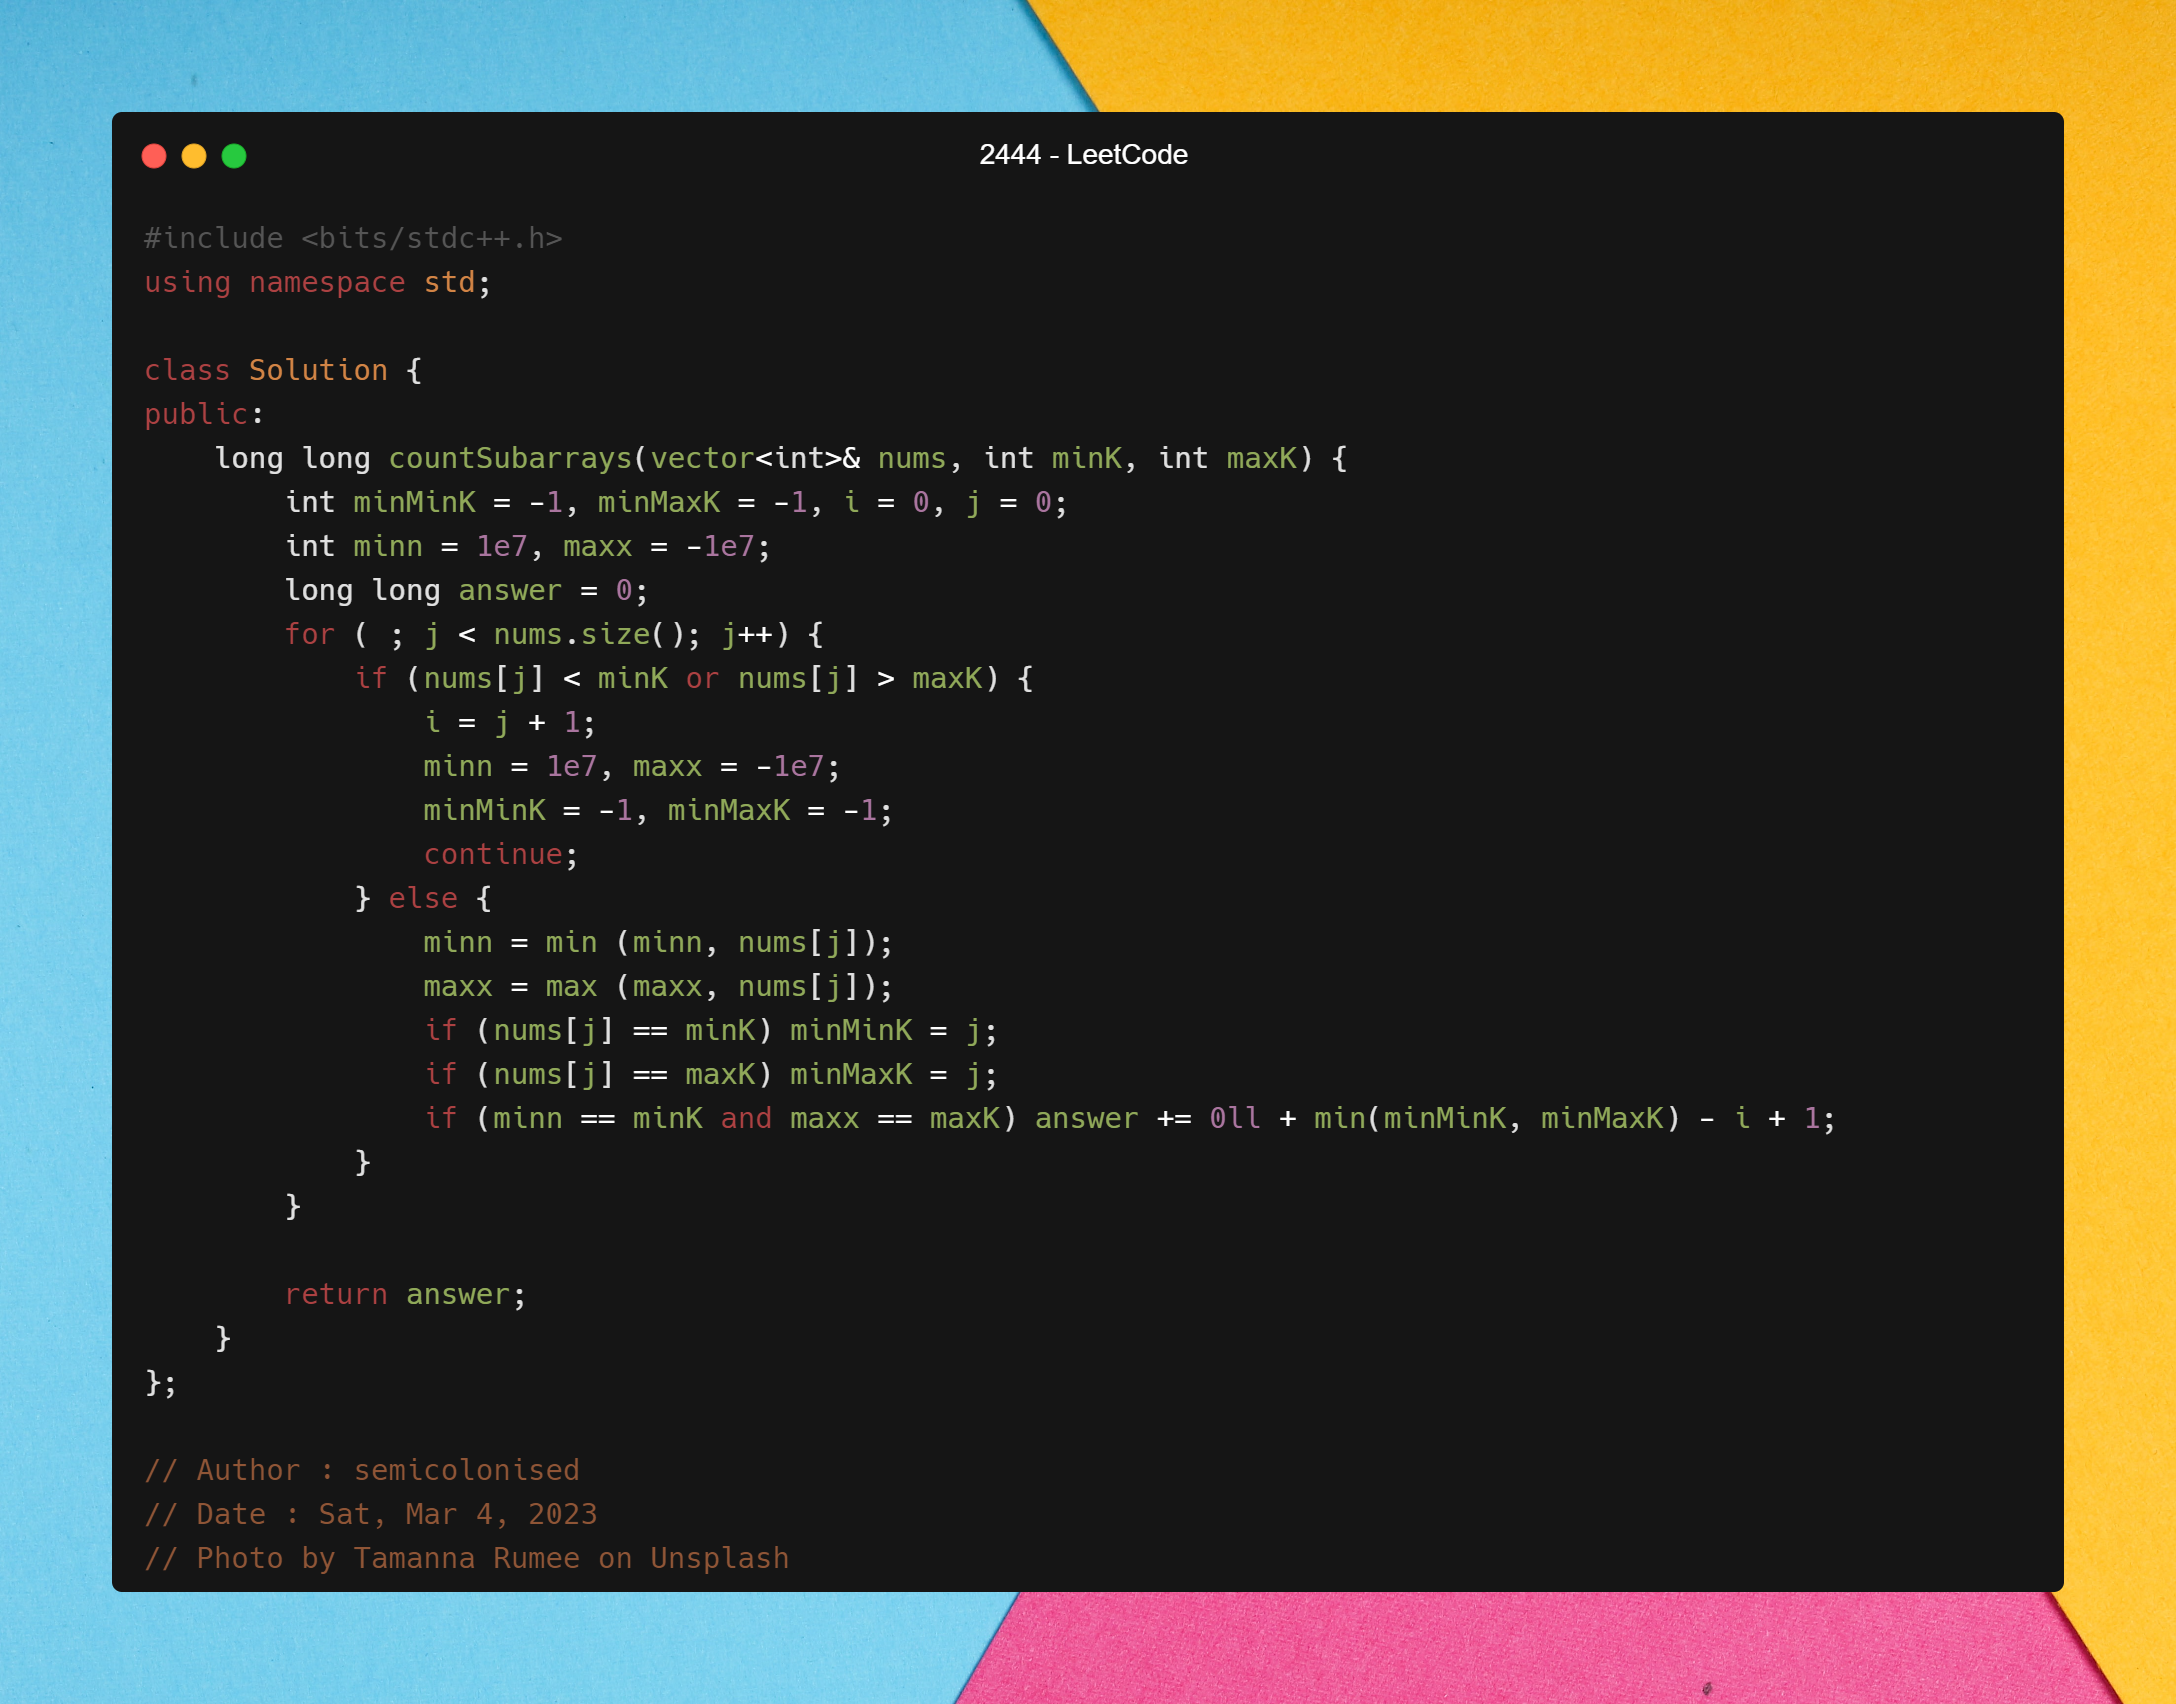 2444 - LeetCode
#include <bits/stdc++.h>
using namespace std;
class Solution {
public:
    long long countSubarrays(vector<int>& nums, int minK, int maxK) {
        int minMinK = -1, minMaxK = -1, i = 0, j = 0;
        int minn = 1e7, maxx = -1e7;
        long long answer = 0;
        for ( ; j < nums.size(); j++) {
            if (nums[j] < minK or nums[j] > maxK) {
                i = j + 1;
                minn = 1e7, maxx = -1e7;
                minMinK = -1, minMaxK = -1;
                continue;
            } else {
                minn = min (minn, nums[j]);
                maxx = max (maxx, nums[j]);
                if (nums[j] == minK) minMinK = j;
                if (nums[j] == maxK) minMaxK = j;
                if (minn == minK and maxx == maxK) answer += 0ll + min(minMinK, minMaxK) - i + 1;
            }
        }
        return answer;
    }
};
// Author : semicolonised
// Date : Sat, Mar 4, 2023
// Photo by Tamanna Rumee on Unsplash